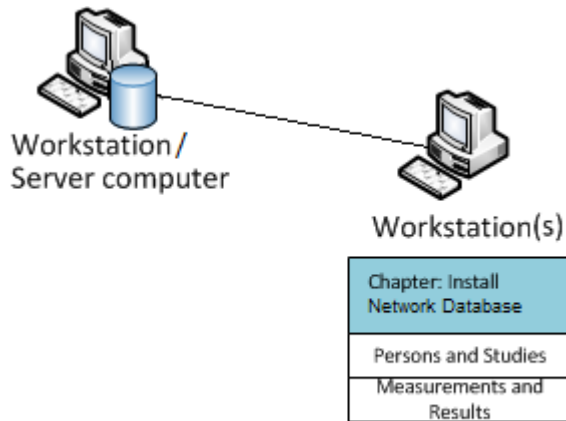 Workstation/
Server computer
Workstation(s)
Chapter: Install
Network Database
Persons and Studies
Measurements and
Results